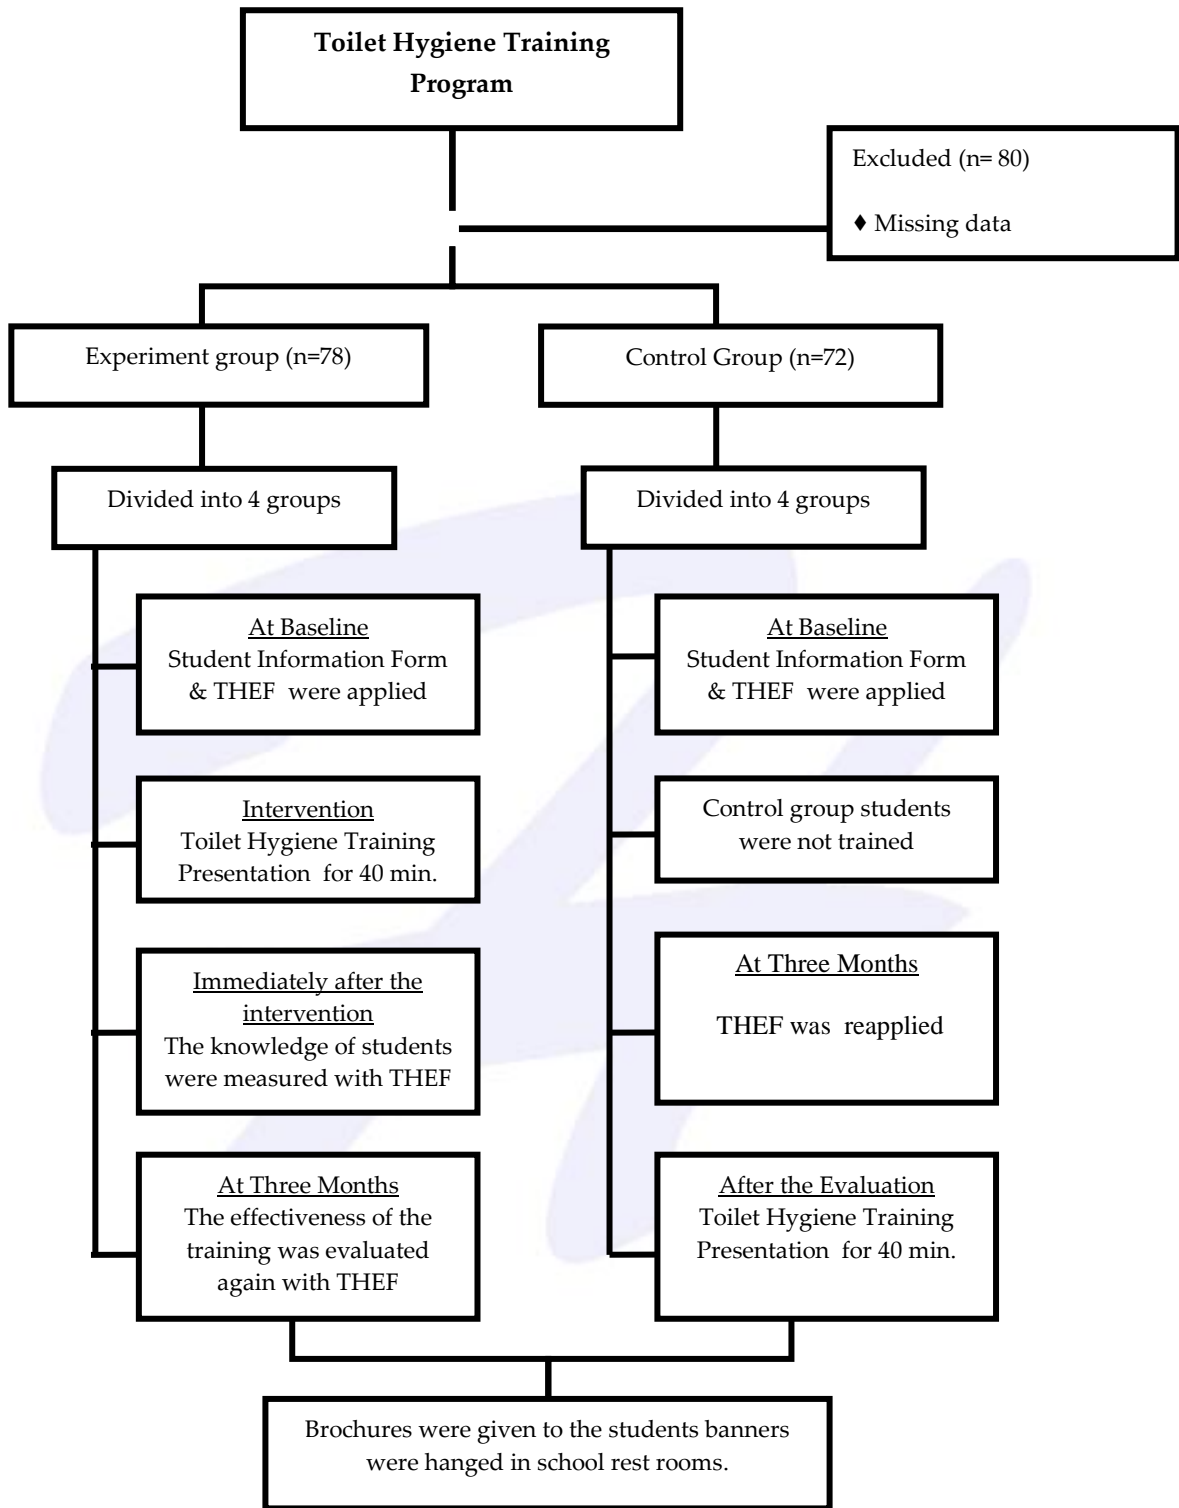 Toilet Hygiene Training
Program
Excluded (n= 80)
♦ Missing data
Experiment group (n=78)
Control Group (n=72)
Divided into 4 groups
Divided into 4 groups
At Baseline
Student Information Form
& THEF were applied
At Baseline
Student Information Form
& THEF were applied
Intervention
Toilet Hygiene Training
Presentation for 40 min.
Control group students
were not trained
Immediately after the
intervention
The knowledge of students
were measured with THEF
At Three Months
THEF was reapplied
At Three Months
The effectiveness of the
training was evaluated
again with THEF
After the Evaluation
Toilet Hygiene Training
Presentation for 40 min.
Brochures were given to the students banners
were hanged in school rest rooms.